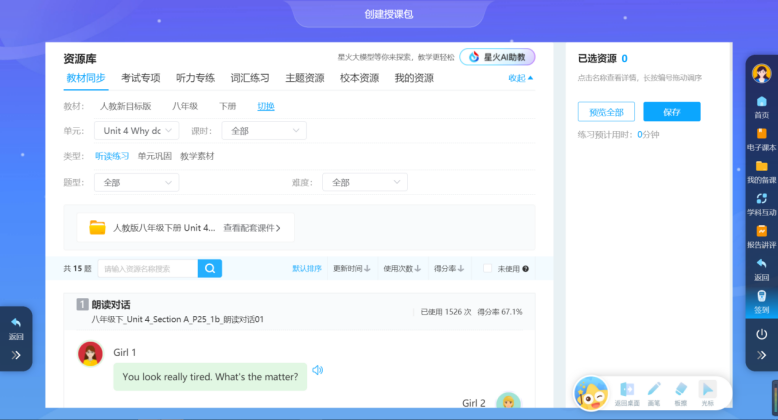 创建授课包
资源库
星火大模型等你来探索，教学更轻松
星火AI助教
教材同步 考试专项 听力专练 词汇练习 主题资源 校本资源 我的资源
收起
教材： 人教新目标版 八年级 下册 切换
单元： Unit 4 Why dc 课时： 全部
类型： 听读练习 单元巩固 教学素材
题型： 全部 难度： 全部
人教版八年级下册 Unit 4... 查看配套课件
共 15 题 请输入资源名称搜索
默认排序 更新时间 使用次数 得分率 未使用
1 朗读对话
八年级下_Unit 4_Section A_P25_1b_朗读对话01
已使用 1526 次 得分率 67.1%
Girl 1
You look really tired. What's the matter?
Girl 2
已选资源 0
点击名称查看详情，长按编号拖动调序
预览全部 保存
练习预计用时：0分钟
返回
首页
电子课本
我的备课
学科互动
报告讲评
返回
签到
返回桌面 画笔 板擦 光标